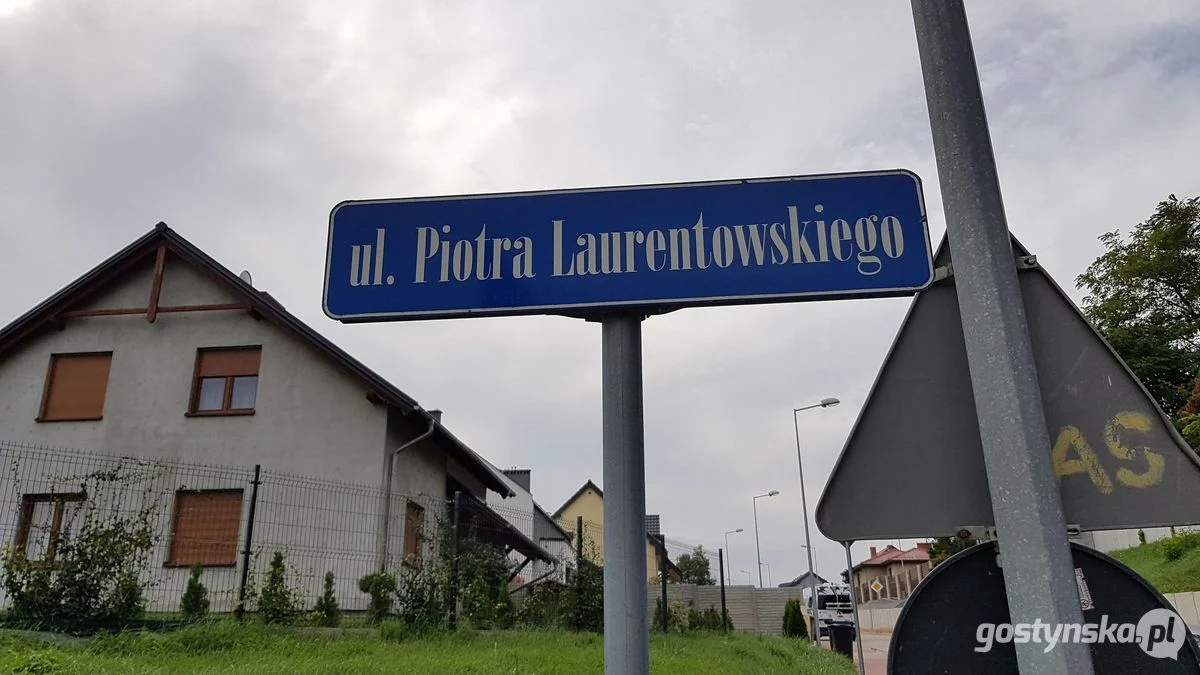 ul. Piotra Laurentowskiego
AS
gostynska.pl